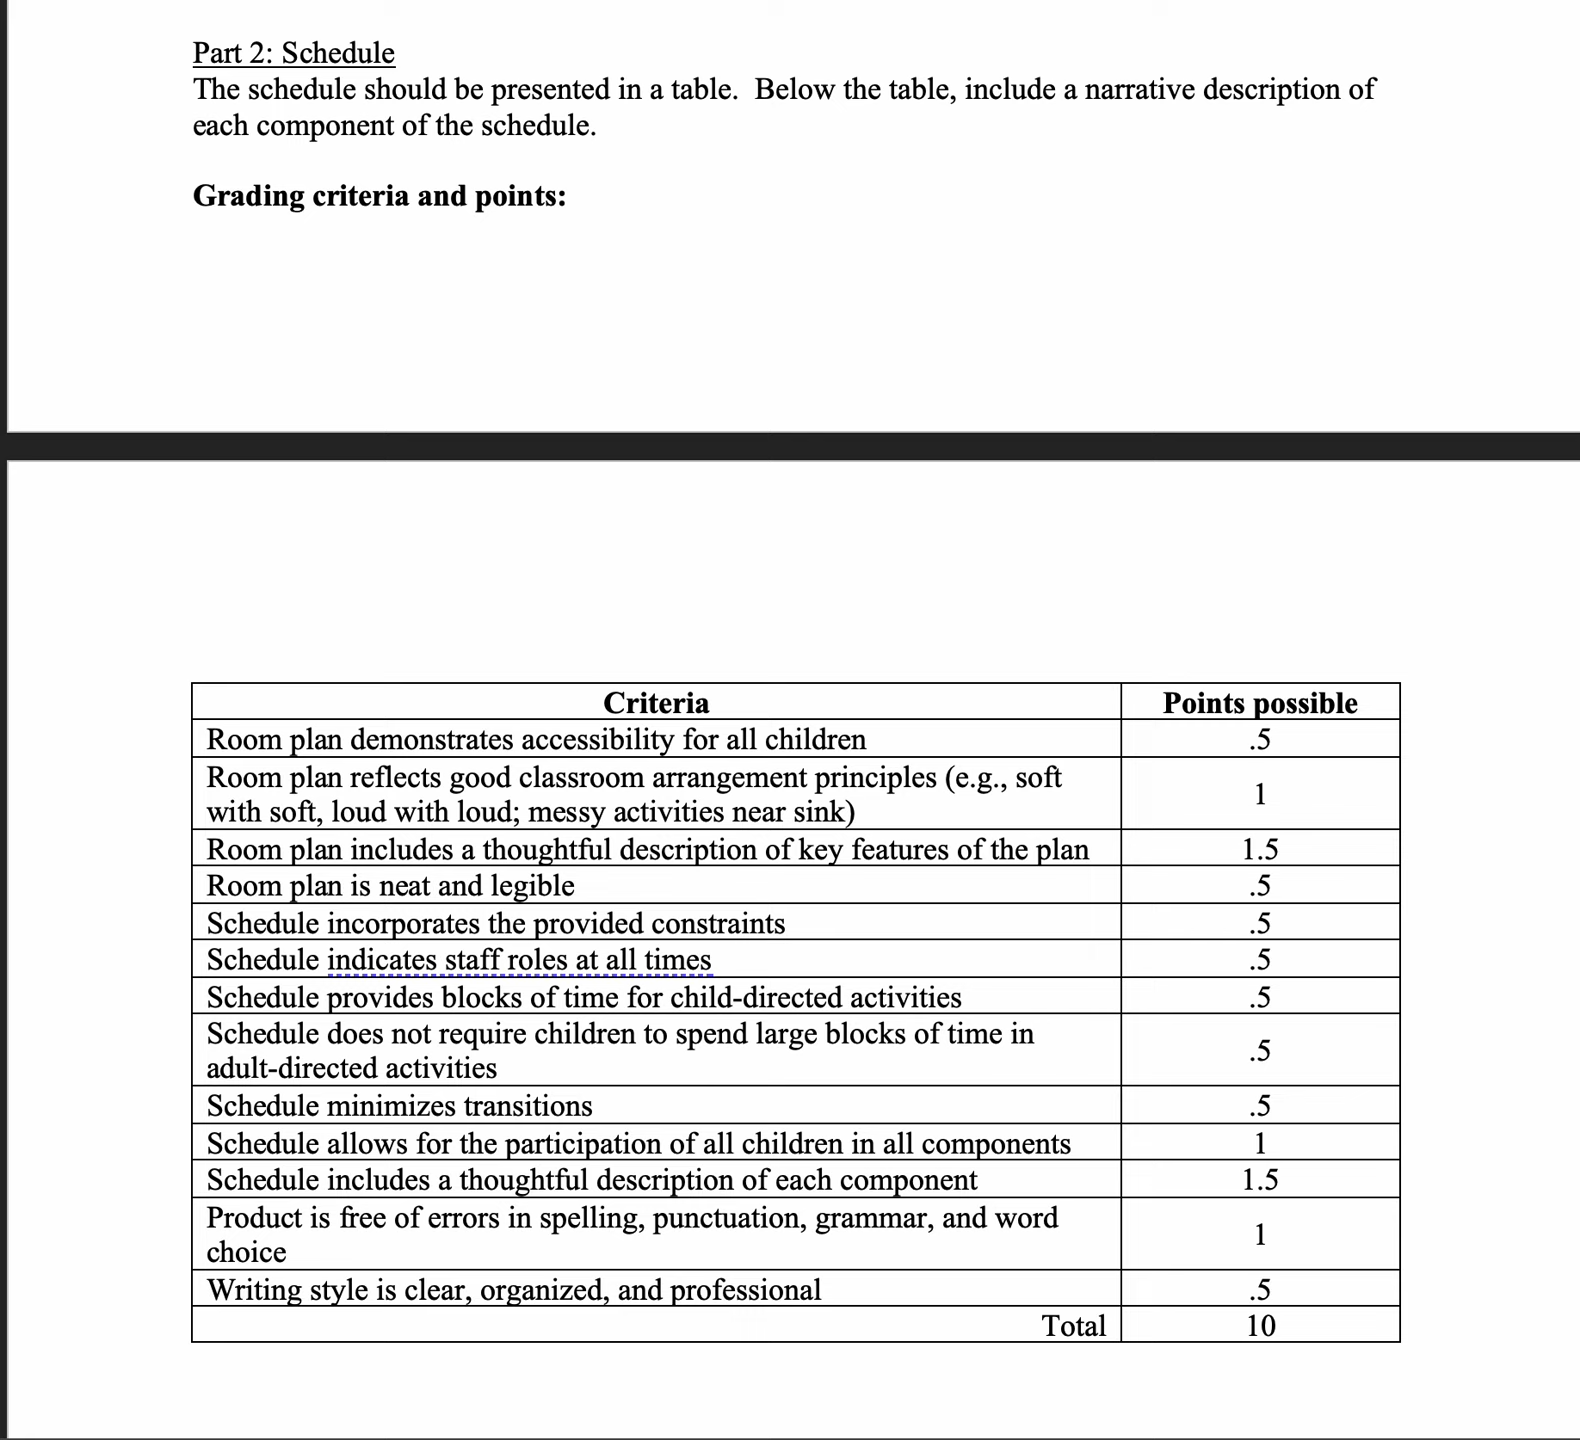 Part 2: Schedule
The schedule should be presented in a table.  Below the table, include a narrative description of
each component of the schedule.
Grading criteria and points:
Criteria Points possible
Room plan demonstrates accessibility for all children .5
Room plan reflects good classroom arrangement principles (e.g., soft
with soft, loud with loud; messy activities near sink) 1
Room plan includes a thoughtful description of key features of the plan 1.5
Room plan is neat and legible .5
Schedule incorporates the provided constraints .5
Schedule indicates staff roles at all times .5
Schedule provides blocks of time for child-directed activities .5
Schedule does not require children to spend large blocks of time in
adult-directed activities .5
Schedule minimizes transitions .5
Schedule allows for the participation of all children in all components 1
Schedule includes a thoughtful description of each component 1.5
Product is free of errors in spelling, punctuation, grammar, and word
choice 1
Writing style is clear, organized, and professional .5
Total 10